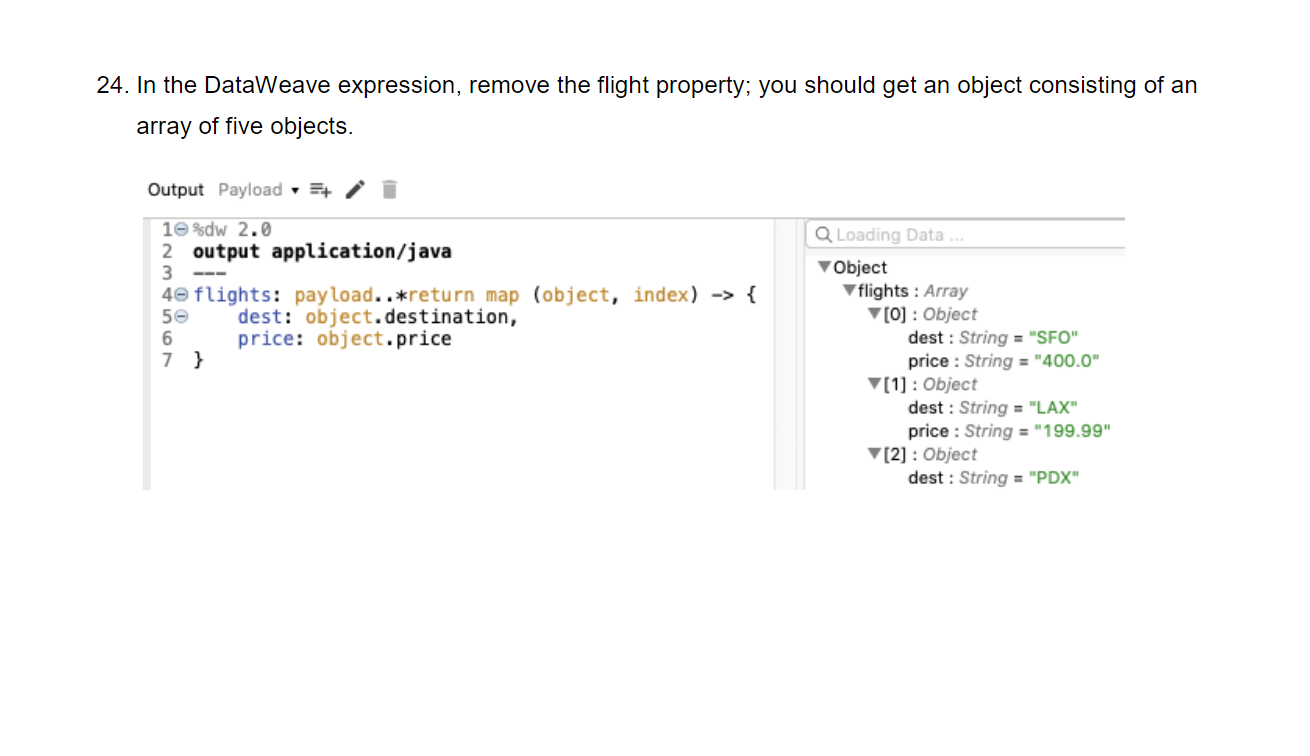 24. In the DataWeave expression, remove the flight property; you should get an object consisting of an
array of five objects.
Output Payload
1 %dw 2.0
2 output application/java
3 ---
4 flights: payload..*return map (object, index) -> {
5 dest: object.destination,
6 price: object.price
7 }
Loading Data ...
Object
flights : Array
[0] : Object
dest : String = "SFO"
price : String = "400.0"
[1] : Object
dest : String = "LAX"
price : String = "199.99"
[2] : Object
dest : String = "PDX"